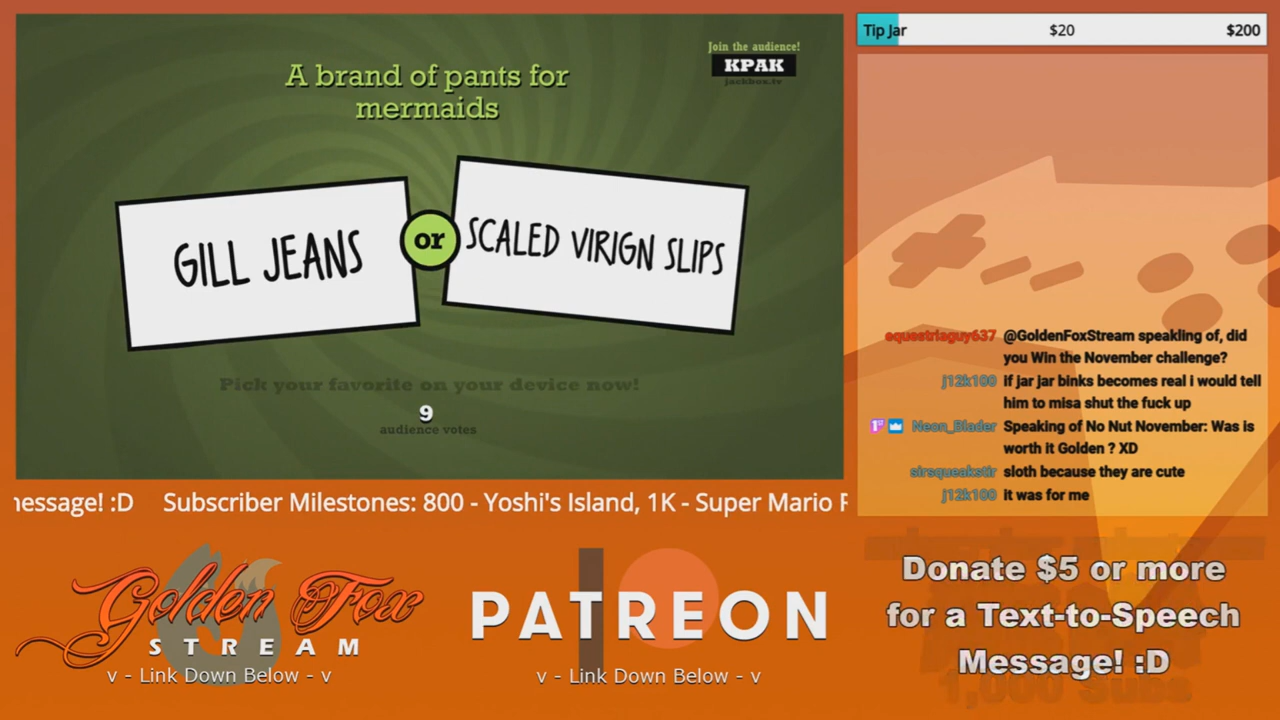 Join the audience!
KPAK
jackbox.tv
A brand of pants for
mermaids
GILL JEANS
or
SCALED VIRIGN SLIPS
Pick your favorite on your device now!
9
audience votes
Tip Jar $20 $200
equestriaguy637 @GoldenFoxStream speakling of, did
you Win the November challenge?
j12k100 if jar jar binks becomes real i would tell
him to misa shut the fuck up
Neon_Blader Speaking of No Nut November: Was is
worth it Golden ? XD
sirsqueakstir sloth because they are cute
j12k100 it was for me
nessage! :D Subscriber Milestones: 800 - Yoshi's Island, 1K - Super Mario
Golden Fox
STREAM
v - Link Down Below - v
PATREON
v - Link Down Below - v
Donate $5 or more
for a Text-to-Speech
Message! :D
1,000 Subs